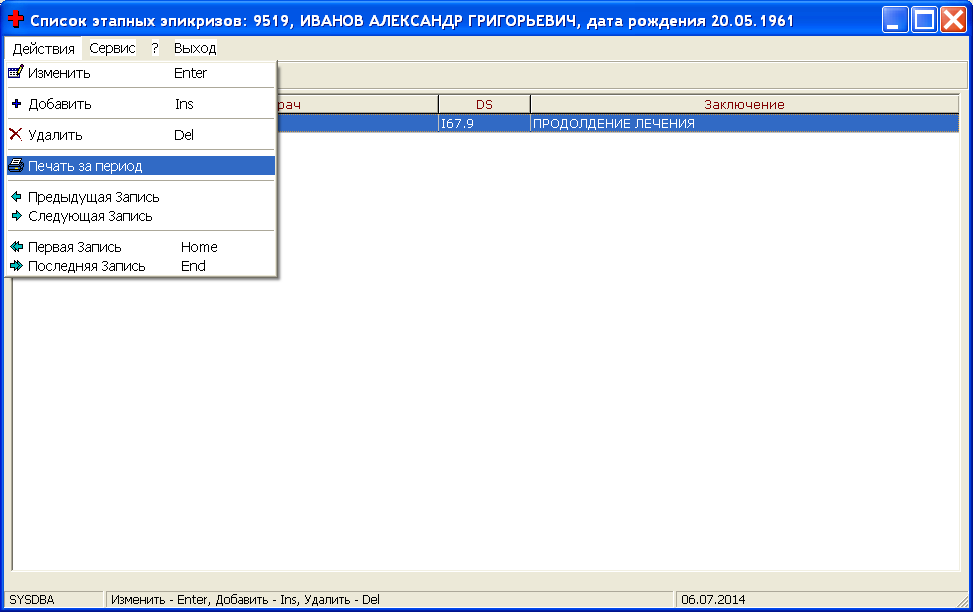 Список этапных эпикризов: 9519, ИВАНОВ АЛЕКСАНДР ГРИГОРЬЕВИЧ, дата рождения 20.05.1961
Действия Сервис ? Выход
Изменить Enter
Добавить Ins
Удалить Del
Печать за период
Предыдущая Запись
Следующая Запись
Первая Запись Home
Последняя Запись End
рач DS Заключение
I67.9 ПРОДОЛДЕНИЕ ЛЕЧЕНИЯ
SYSDBA Изменить - Enter, Добавить - Ins, Удалить - Del 06.07.2014